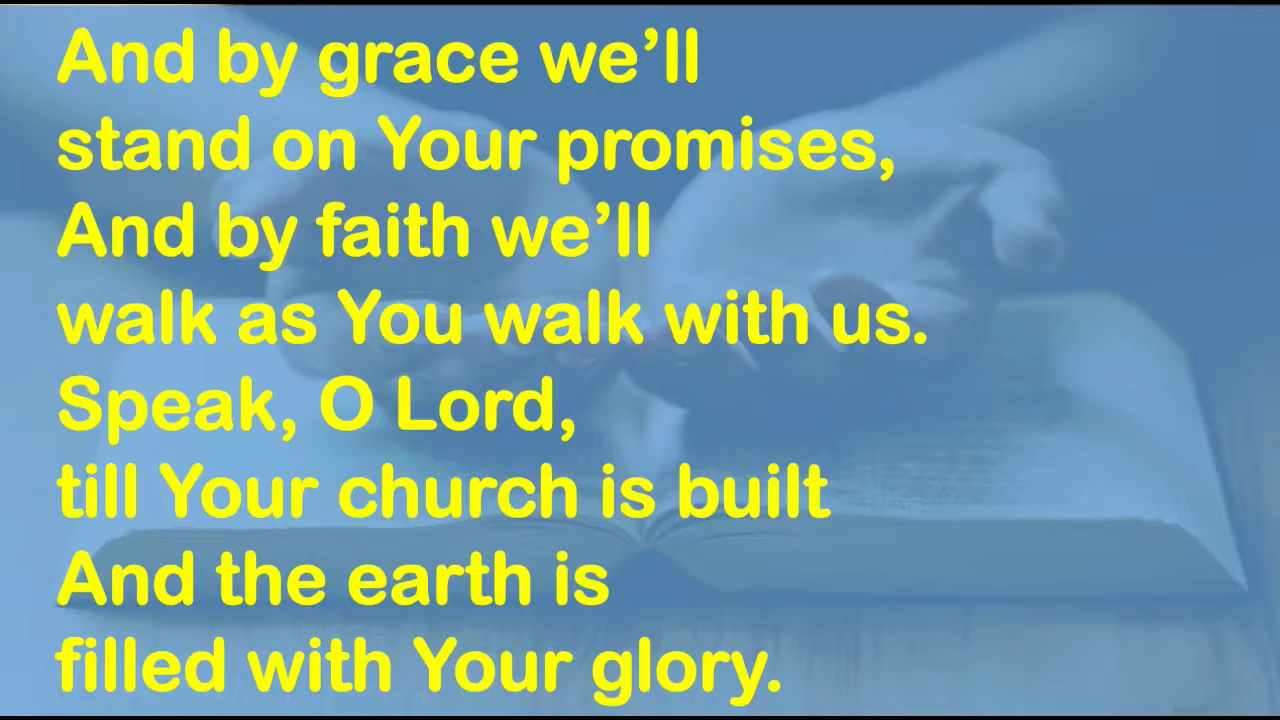 And by grace we’ll
stand on Your promises,
And by faith we’ll
walk as You walk with us.
Speak, O Lord,
till Your church is built
And the earth is
filled with Your glory.